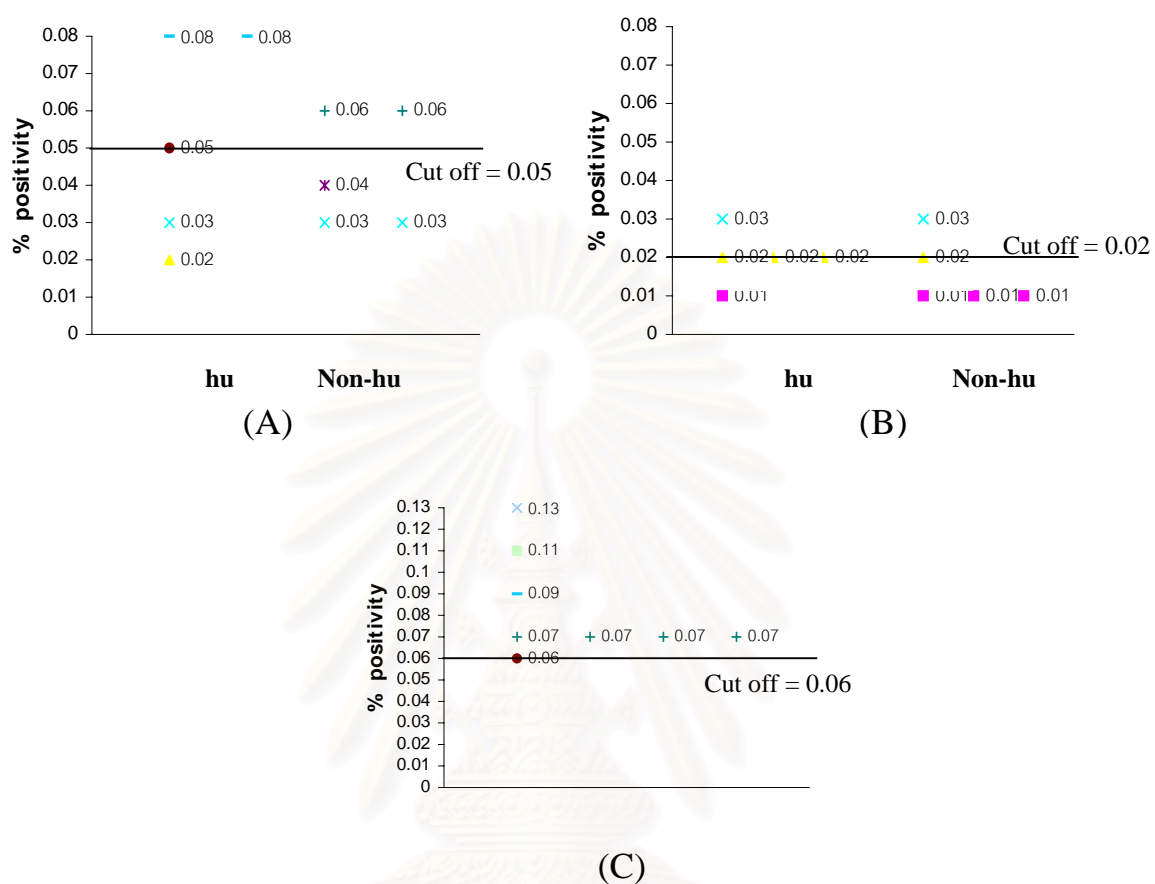 % positivity
0.08
0.07
0.06
0.05
0.04
0.03
0.02
0.01
0
0.08 0.08
0.06 0.06
0.05
0.04
0.03 0.03 0.03
0.02
Cut off = 0.05
hu Non-hu
(A)
% positivity
0.08
0.07
0.06
0.05
0.04
0.03
0.02
0.01
0
0.03 0.03
0.02 0.02 0.02 0.02
0.01 0.01 0.01 0.01
Cut off = 0.02
hu Non-hu
(B)
% positivity
0.13
0.12
0.11
0.1
0.09
0.08
0.07
0.06
0.05
0.04
0.03
0.02
0.01
0
0.13
0.11
0.09
0.07 0.07 0.07 0.07
0.06
Cut off = 0.06
(C)